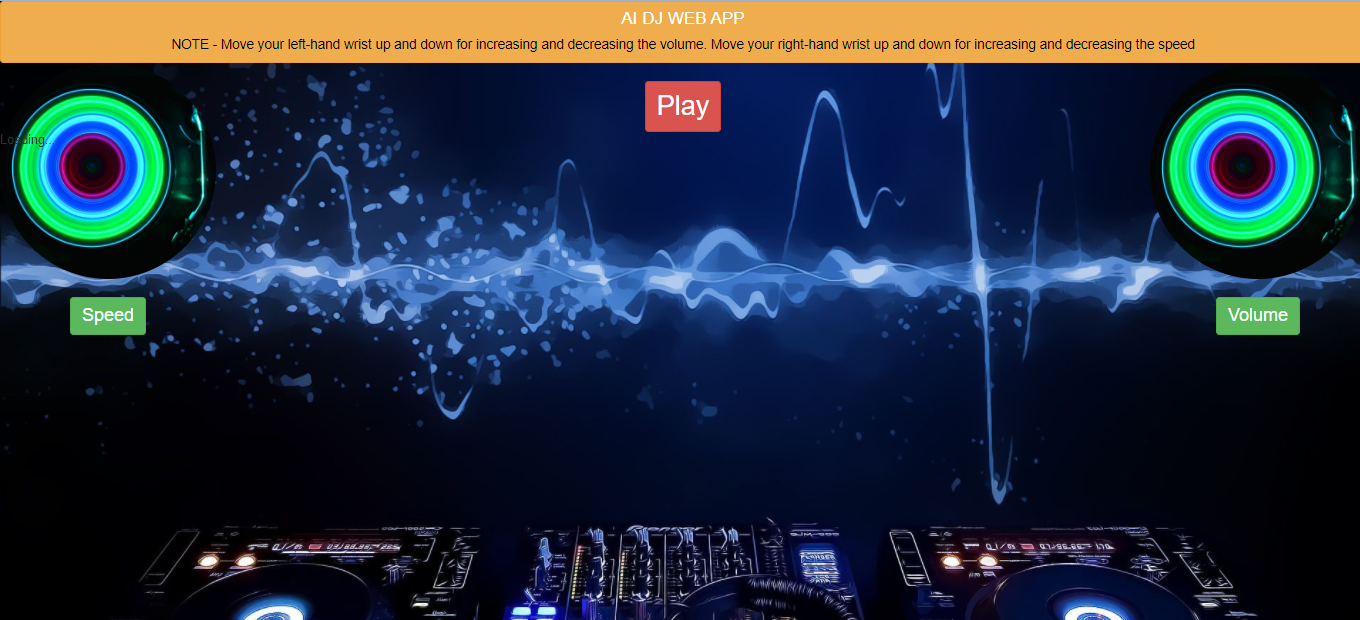 AI DJ WEB APP
NOTE - Move your left-hand wrist up and down for increasing and decreasing the volume. Move your right-hand wrist up and down for increasing and decreasing the speed
Play
Loading...
Speed
Volume